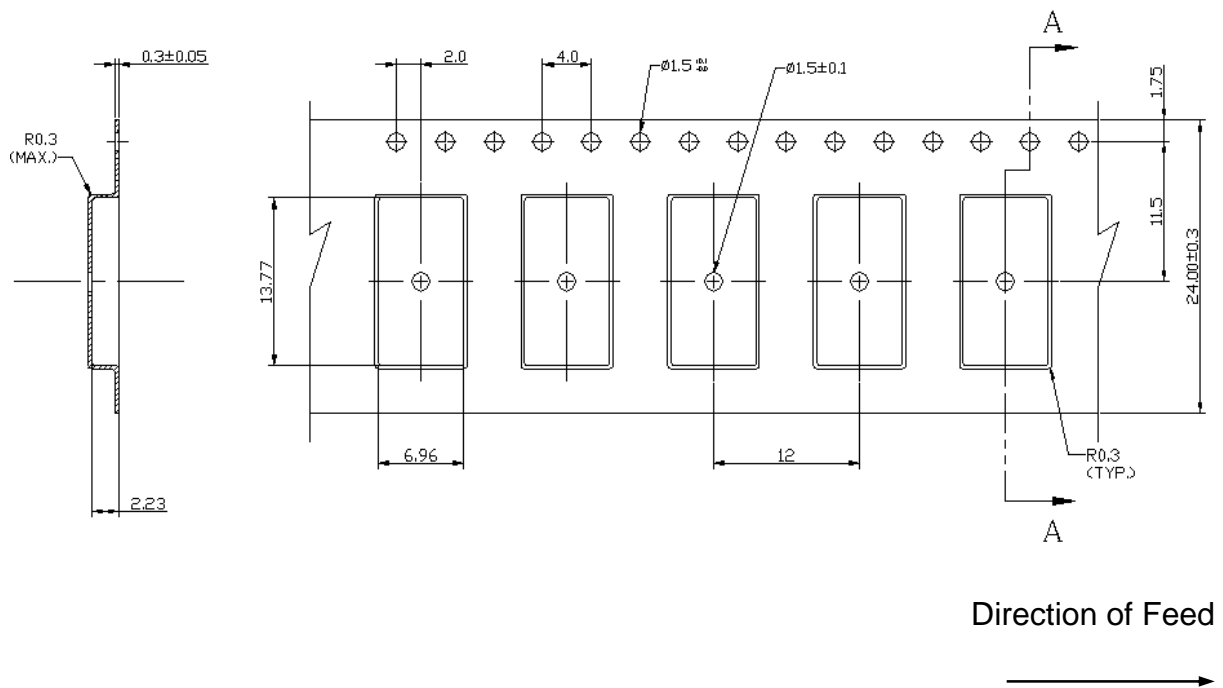 A
0.3±0.05
2.0
4.0
Ø1.5
Ø1.5±0.1
1.75
R0.3
(MAX.)
11.5
24.00±0.3
13.77
6.96
12
R0.3
(TYP.)
2.23
A
Direction of Feed